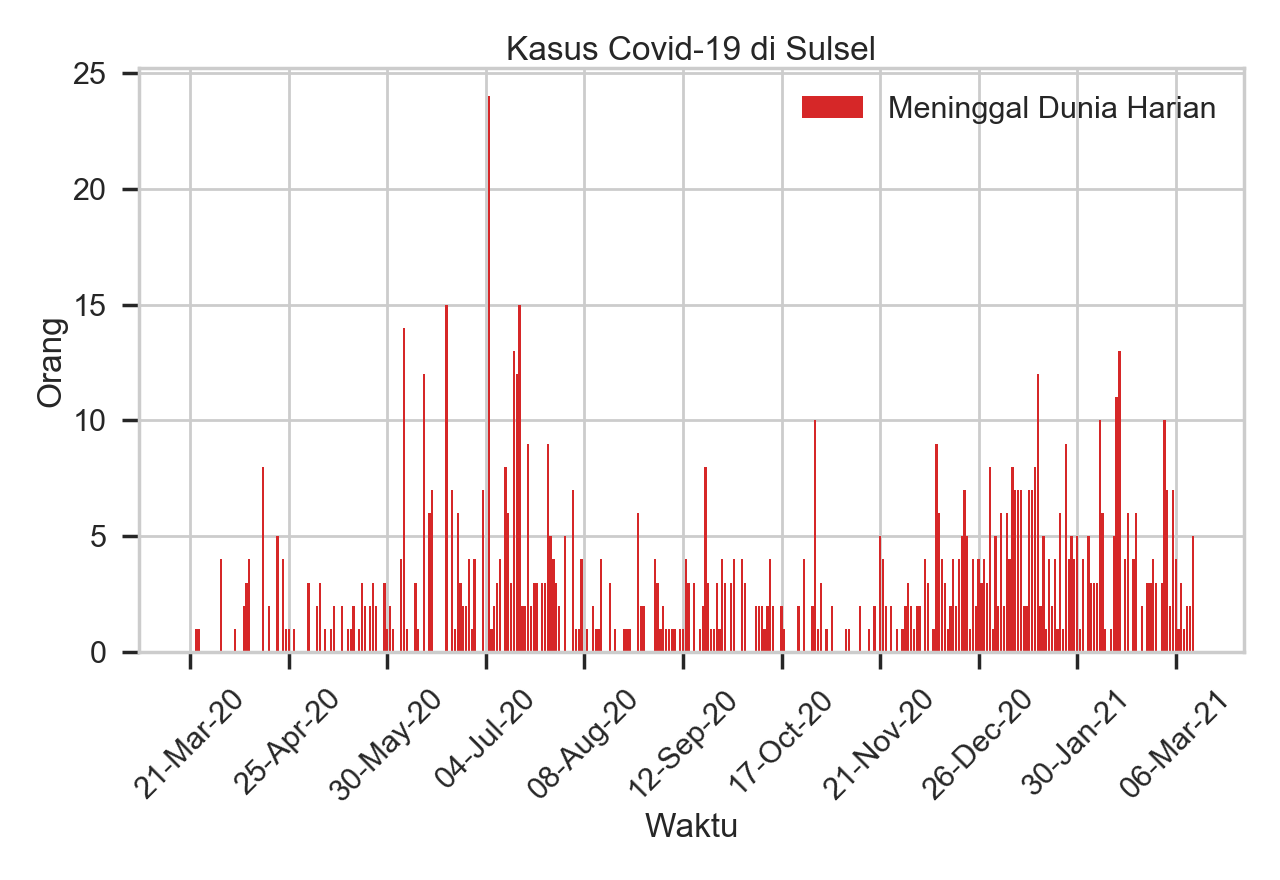 Kasus Covid-19 di Sulsel
Meninggal Dunia Harian
Orang
25
20
15
10
5
0
21-Mar-20
25-Apr-20
30-May-20
04-Jul-20
08-Aug-20
12-Sep-20
17-Oct-20
21-Nov-20
26-Dec-20
30-Jan-21
06-Mar-21
Waktu